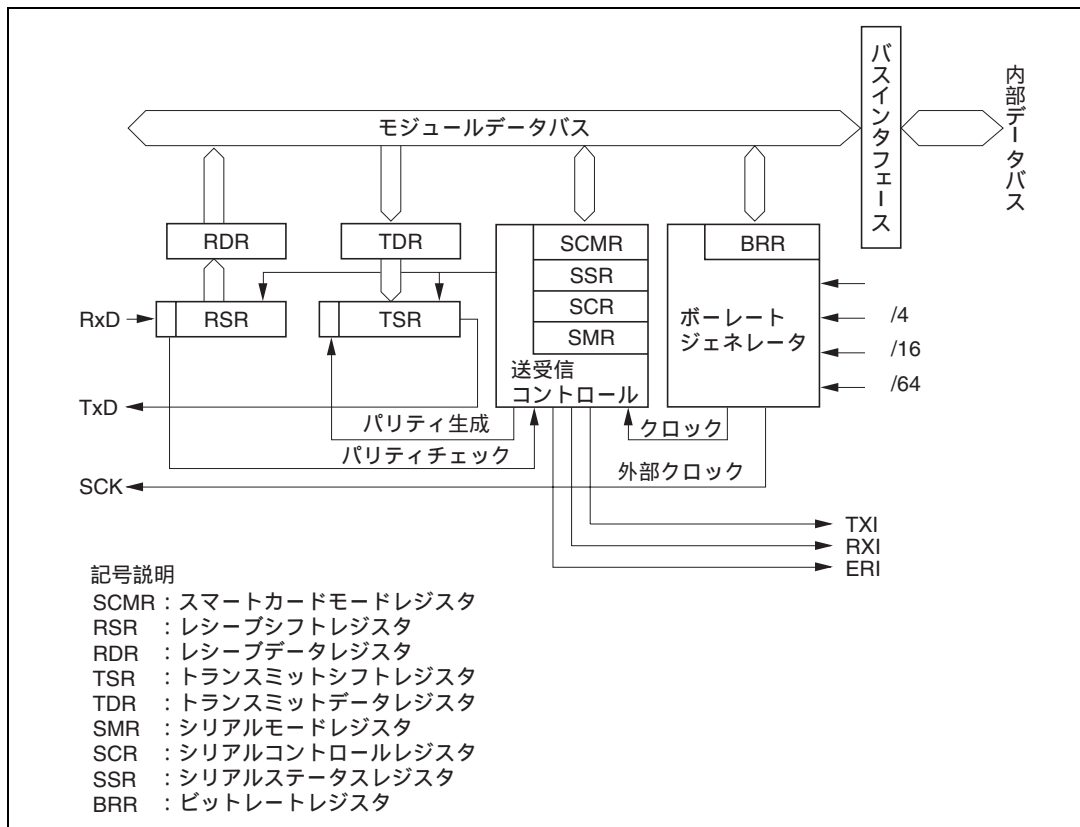 バスインタフェース
内部データバス
モジュールデータバス
RDR
TDR
SCMR
BRR
SSR
RxD
RSR
TSR
SCR
SMR
ボーレート
ジェネレータ
/4
/16
/64
送受信
コントロール
TxD
パリティ生成
クロック
パリティチェック
外部クロック
SCK
TXI
RXI
ERI
記号説明
SCMR：スマートカードモードレジスタ
RSR ：レシーブシフトレジスタ
RDR ：レシーブデータレジスタ
TSR ：トランスミットシフトレジスタ
TDR ：トランスミットデータレジスタ
SMR ：シリアルモードレジスタ
SCR ：シリアルコントロールレジスタ
SSR ：シリアルステータスレジスタ
BRR ：ビットレートレジスタ